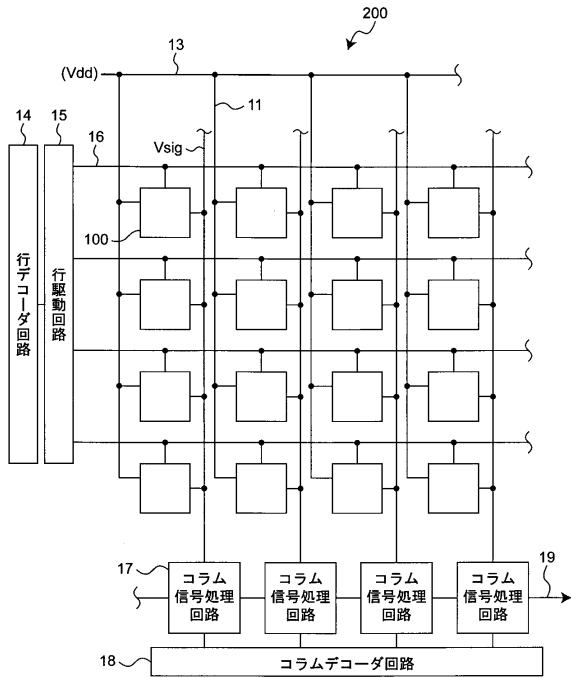 200
13
(Vdd)
11
14
15
16
Vsig
100
行デコーダ回路
行駆動回路
17
コラム
信号処理
回路
コラム
信号処理
回路
コラム
信号処理
回路
コラム
信号処理
回路
19
18
コラムデコーダ回路